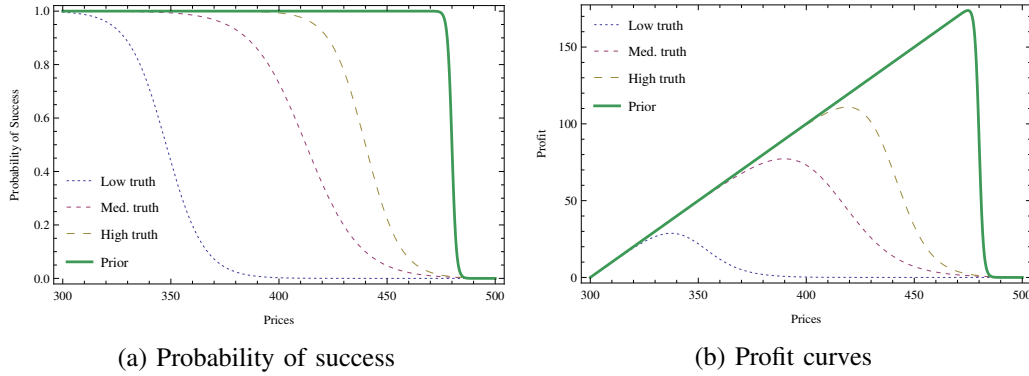 1.0
0.8
0.6
0.4
0.2
0.0
Probability of Success
Low truth
Med. truth
High truth
Prior
300
350
400
450
500
Prices
(a) Probability of success
150
100
50
0
Profit
Low truth
Med. truth
High truth
Prior
300
350
400
450
500
Prices
(b) Profit curves